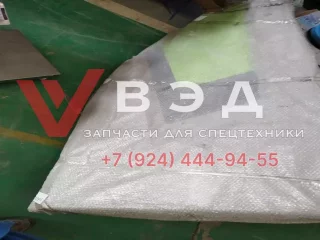 ВЭД
ЗАПЧАСТИ ДЛЯ СПЕЦТЕХНИКИ
+7 (924) 444-94-55